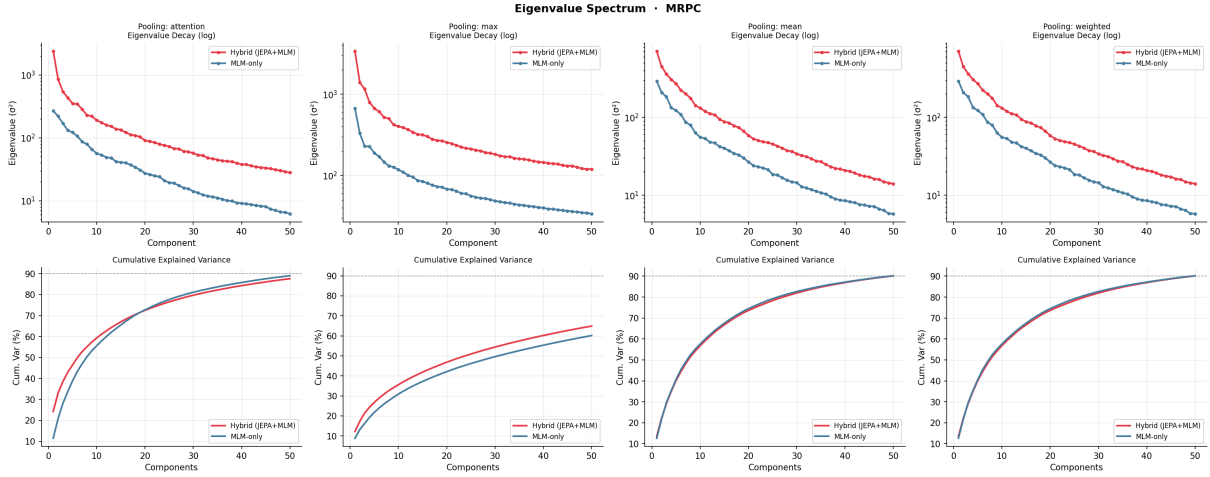 Eigenvalue Spectrum · MRPC
Pooling: attention
Eigenvalue Decay (log)
Eigenvalue (σ²)
10³
10²
10¹
Hybrid (JEPA+MLM)
MLM-only
0 10 20 30 40 50
Component
Pooling: max
Eigenvalue Decay (log)
Eigenvalue (σ²)
10³
10²
Hybrid (JEPA+MLM)
MLM-only
0 10 20 30 40 50
Component
Pooling: mean
Eigenvalue Decay (log)
Eigenvalue (σ²)
10²
10¹
Hybrid (JEPA+MLM)
MLM-only
0 10 20 30 40 50
Component
Pooling: weighted
Eigenvalue Decay (log)
Eigenvalue (σ²)
10²
10¹
Hybrid (JEPA+MLM)
MLM-only
0 10 20 30 40 50
Component
Cumulative Explained Variance
Cum. Var (%)
90
80
70
60
50
40
30
20
10
Hybrid (JEPA+MLM)
MLM-only
0 10 20 30 40 50
Components
Cumulative Explained Variance
Cum. Var (%)
90
80
70
60
50
40
30
20
10
Hybrid (JEPA+MLM)
MLM-only
0 10 20 30 40 50
Components
Cumulative Explained Variance
Cum. Var (%)
90
80
70
60
50
40
30
20
10
Hybrid (JEPA+MLM)
MLM-only
0 10 20 30 40 50
Components
Cumulative Explained Variance
Cum. Var (%)
90
80
70
60
50
40
30
20
10
Hybrid (JEPA+MLM)
MLM-only
0 10 20 30 40 50
Components